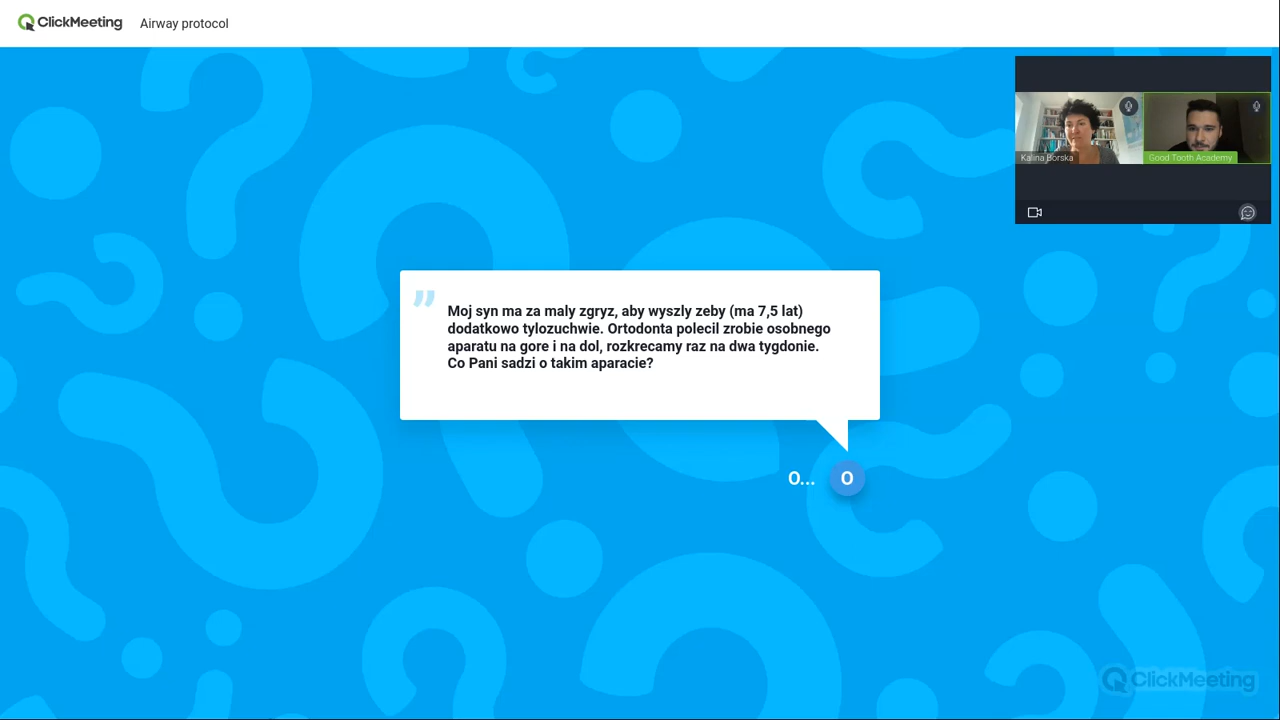 ClickMeeting Airway protocol
Kalina Borska
Good Tooth Academy
Moj syn ma za maly zgryz, aby wyszly zeby (ma 7,5 lat)
dodatkowo tylozuchwie. Ortodonta polecil zrobie osobnego
aparatu na gore i na dol, rozkrecamy raz na dwa tygdonie.
Co Pani sadzi o takim aparacie?
O... O
ClickMeeting